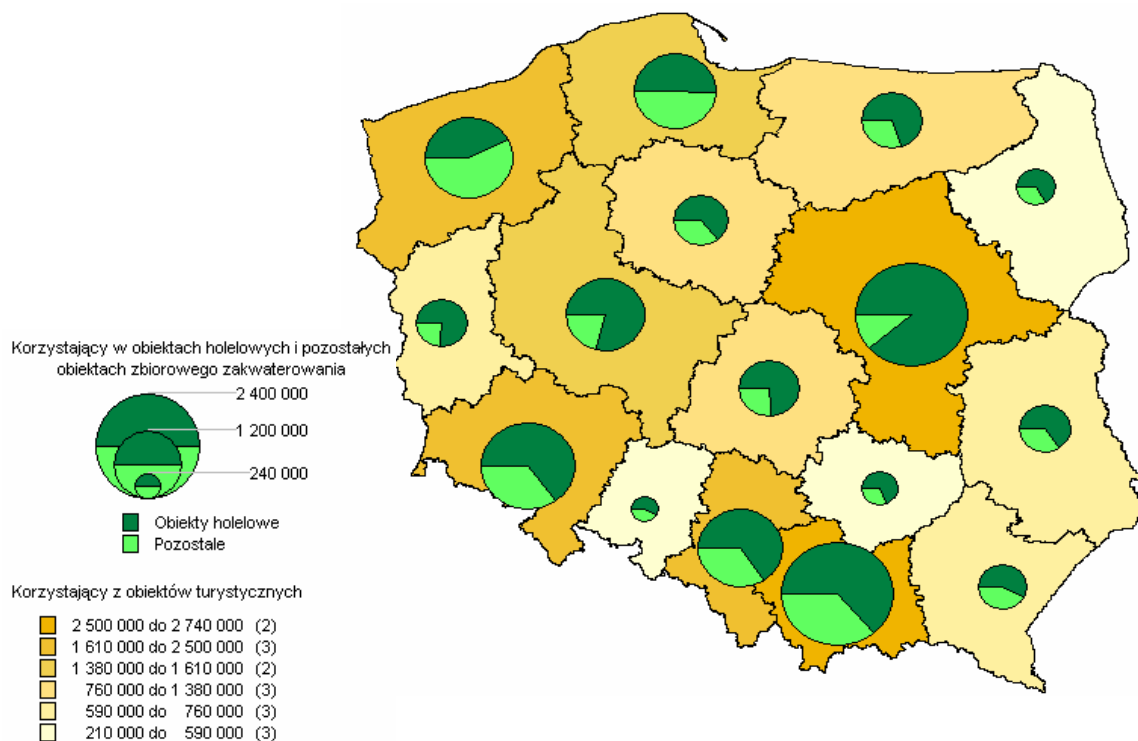 Korzystający w obiektach holelowych i pozostałych
obiektach zbiorowego zakwaterowania
2 400 000
1 200 000
240 000
Obiekty holelowe
Pozostale
Korzystający z obiektów turystycznych
2 500 000 do 2 740 000 (2)
1 610 000 do 2 500 000 (3)
1 380 000 do 1 610 000 (2)
760 000 do 1 380 000 (3)
590 000 do 760 000 (3)
210 000 do 590 000 (3)